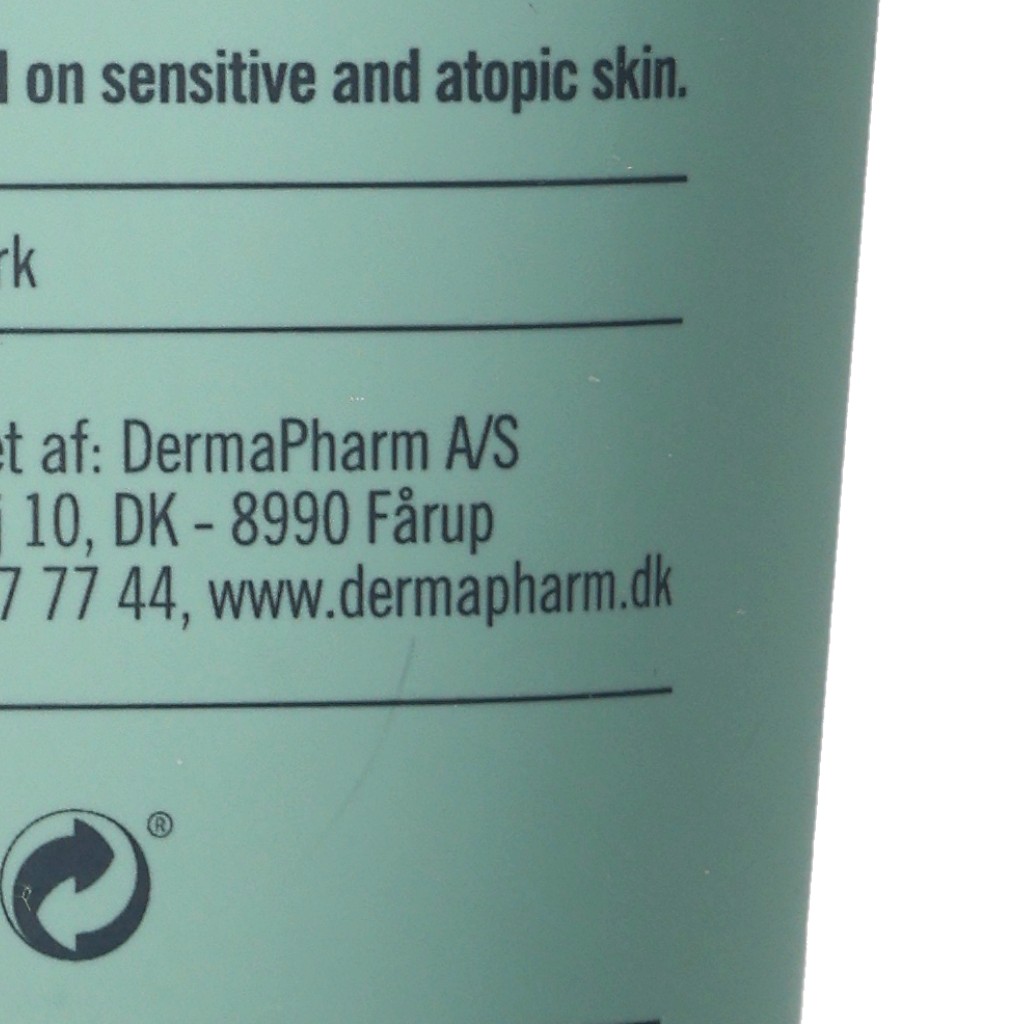 on sensitive and atopic skin.
rk
et af: DermaPharm A/S
10, DK - 8990 Fårup
7 77 44, www.dermapharm.dk
®